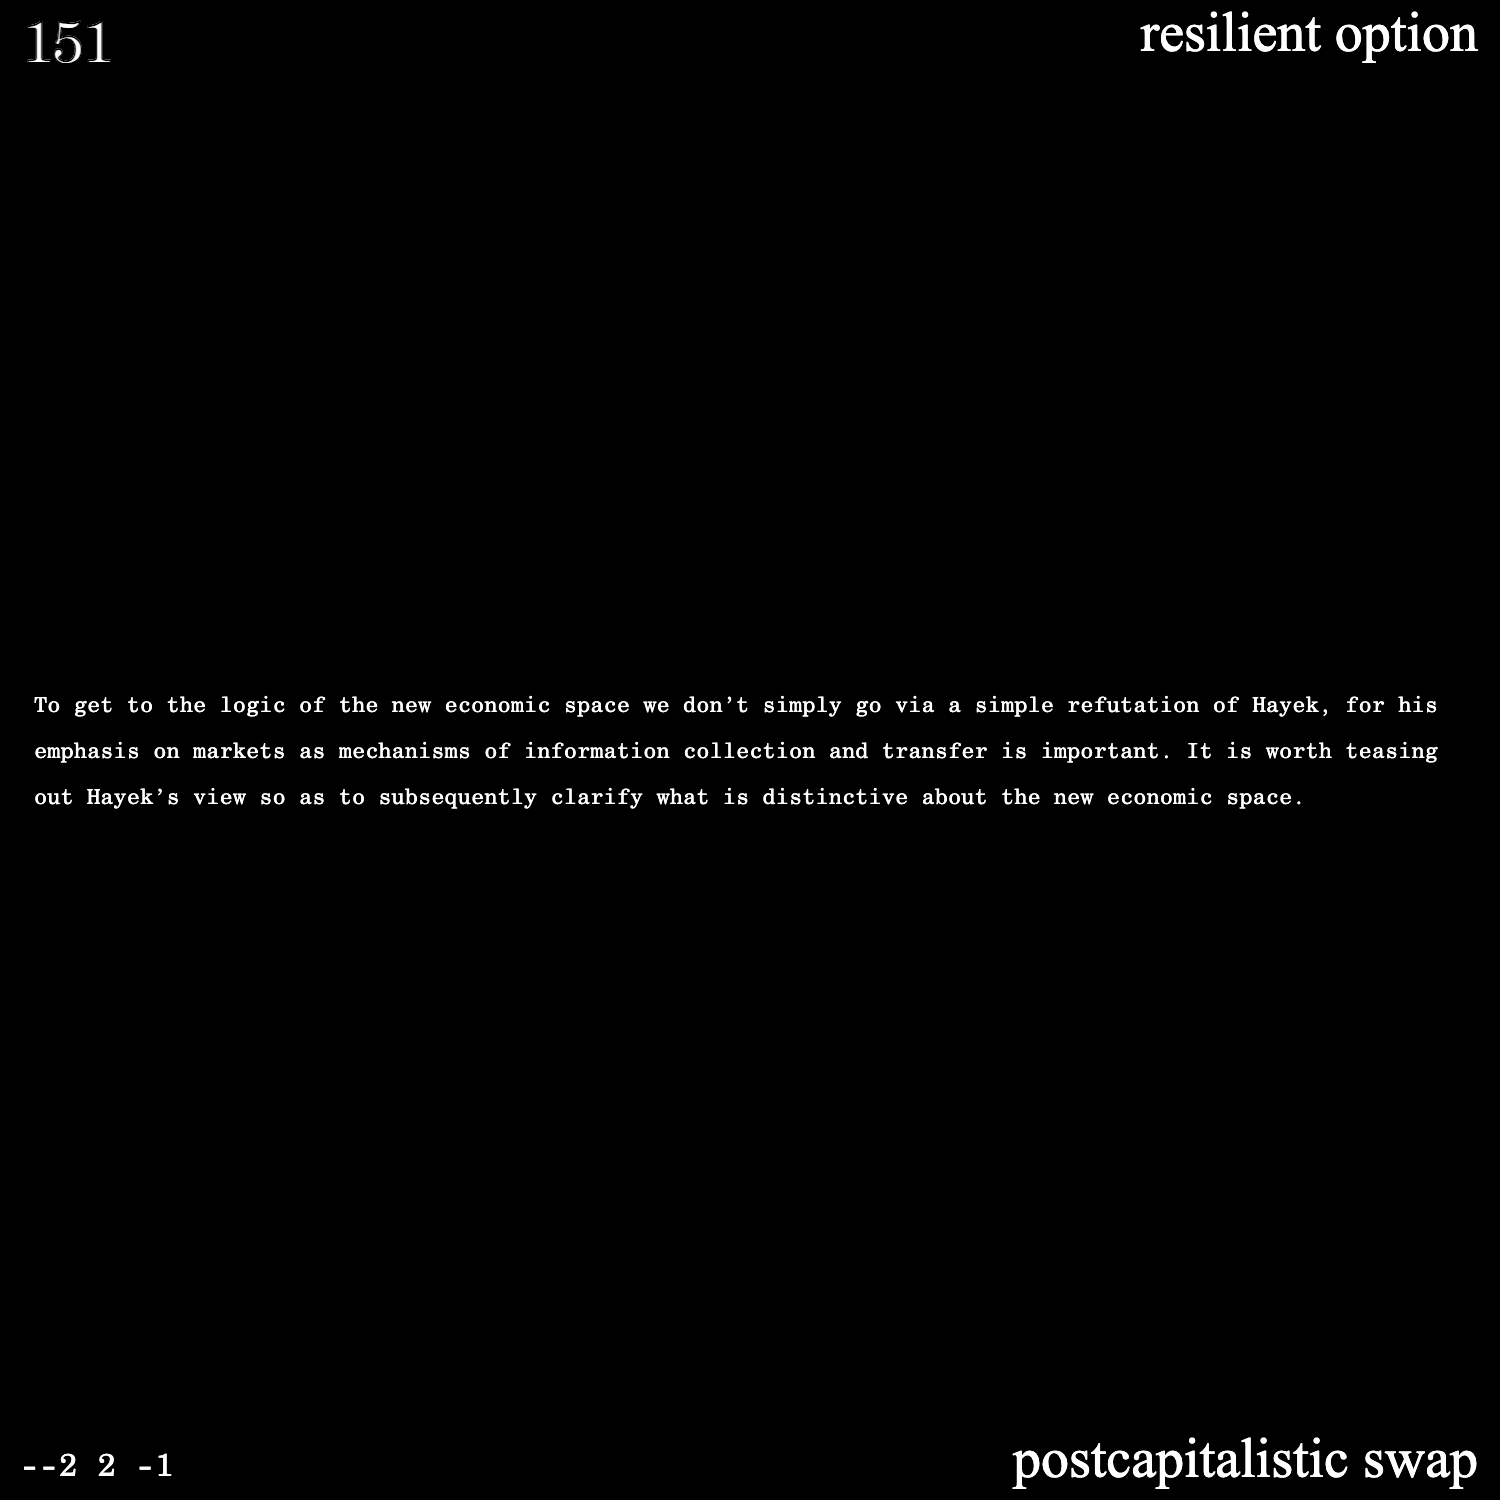 151
resilient option
To get to the logic of the new economic space we don’t simply go via a simple refutation of Hayek, for his
emphasis on markets as mechanisms of information collection and transfer is important. It is worth teasing
out Hayek’s view so as to subsequently clarify what is distinctive about the new economic space.
--2 2 -1
postcapitalistic swap